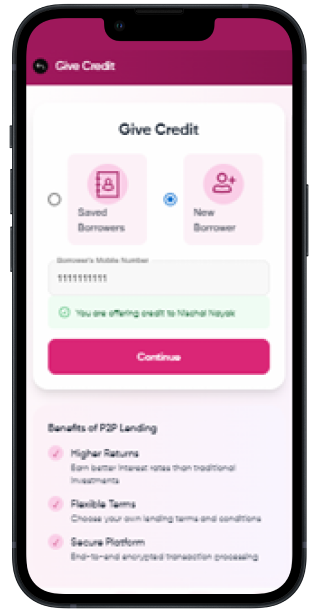 Give Credit
Give Credit
Saved
Borrowers
New
Borrower
Borrower's Mobile Number
1111111111
You are offering credit to Nischal Nayak
Continue
Benefits of P2P Lending
Higher Returns
Earn better interest rates than traditional
investments
Flexible Terms
Choose your own lending terms and conditions
Secure Platform
End-to-end encrypted transaction processing